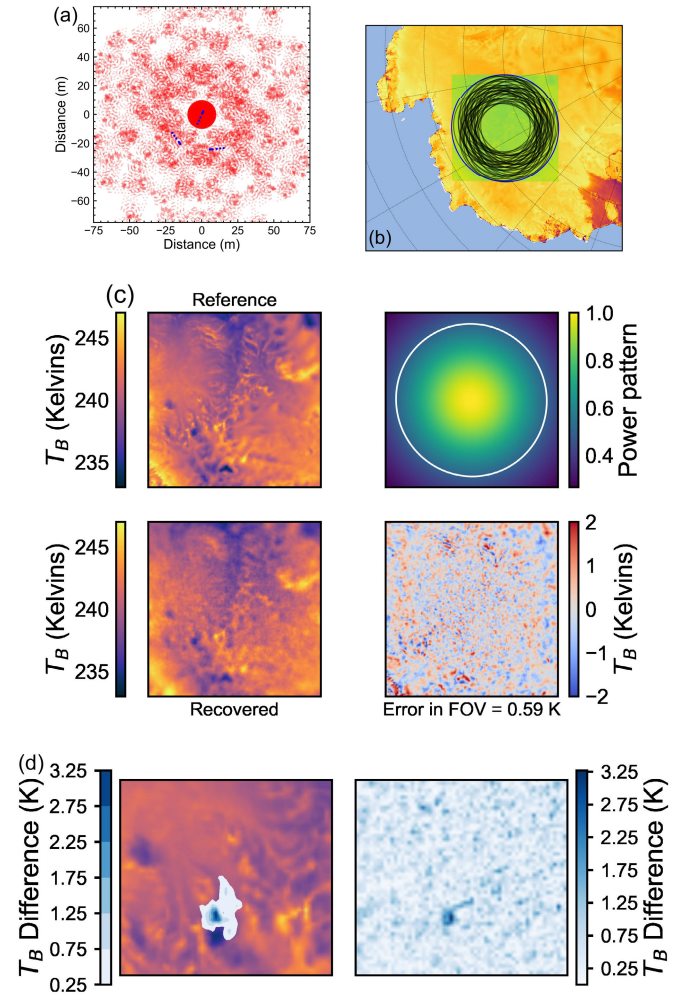 (a)
60
40
20
0
−20
−40
−60
Distance (m)
−75 −50 −25 0 25 50 75
Distance (m)
(b)
(c)
Reference
245
240
235
T_B (Kelvins)
1.0
0.8
0.6
0.4
Power pattern
245
240
235
T_B (Kelvins)
Recovered
2
1
0
−1
−2
T_B (Kelvins)
Error in FOV = 0.59 K
(d)
3.25
2.75
2.25
1.75
1.25
0.75
0.25
T_B Difference (K)
3.25
2.75
2.25
1.75
1.25
0.75
0.25
T_B Difference (K)